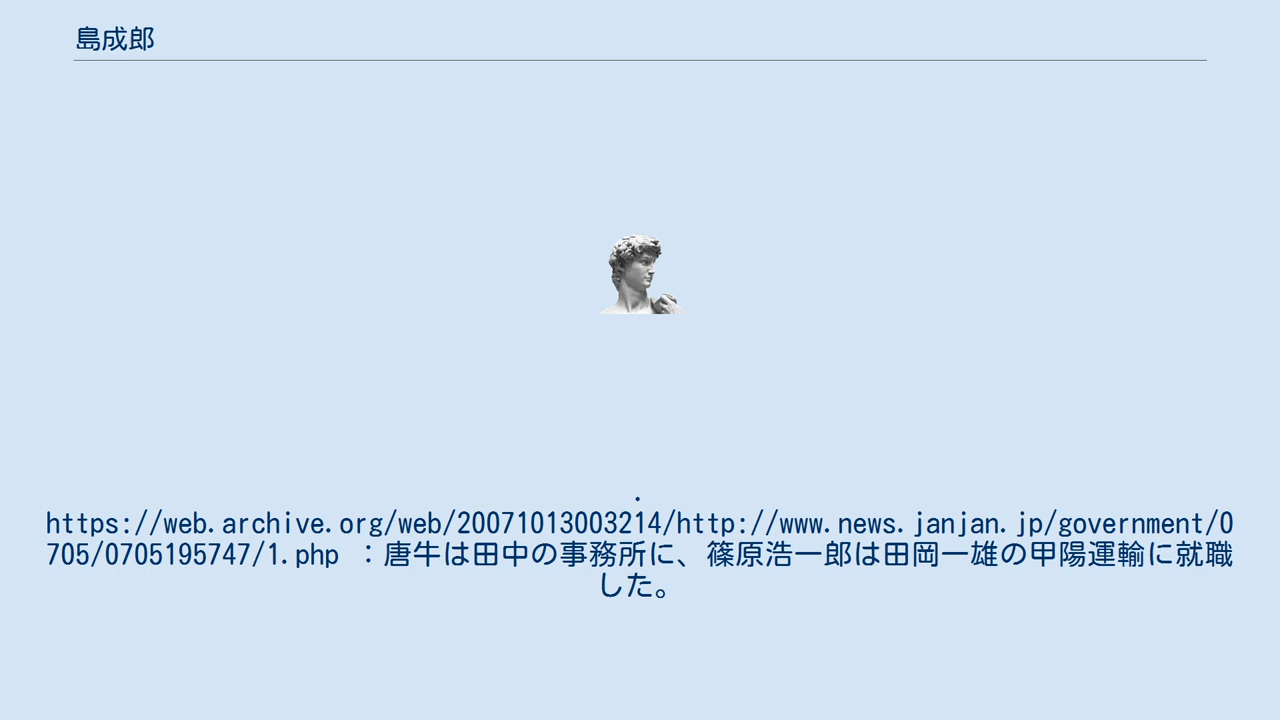 島成郎
.
https://web.archive.org/web/20071013003214/http://www.news.janjan.jp/government/0
705/0705195747/1.php ：唐牛は田中の事務所に、篠原浩一郎は田岡一雄の甲陽運輸に就職
した。